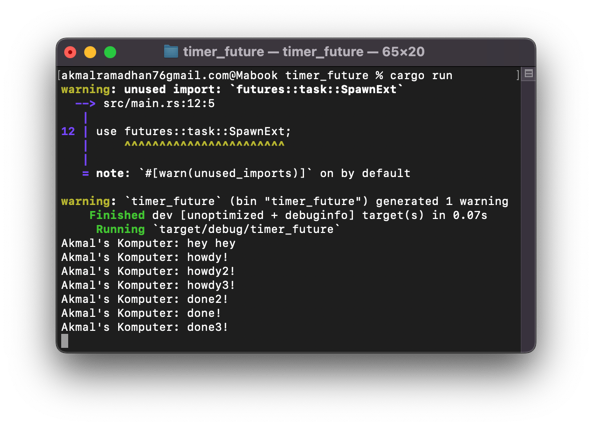 timer_future — timer_future — 65×20
[akmalramadhan76gmail.com@Mabook timer_future % cargo run ]
warning: unused import: `futures::task::SpawnExt`
  --> src/main.rs:12:5
   |
12 | use futures::task::SpawnExt;
   |     ^^^^^^^^^^^^^^^^^^^^^^^
   |
   = note: `#[warn(unused_imports)]` on by default
warning: `timer_future` (bin "timer_future") generated 1 warning
    Finished dev [unoptimized + debuginfo] target(s) in 0.07s
     Running `target/debug/timer_future`
Akmal's Komputer: hey hey
Akmal's Komputer: howdy!
Akmal's Komputer: howdy2!
Akmal's Komputer: howdy3!
Akmal's Komputer: done2!
Akmal's Komputer: done!
Akmal's Komputer: done3!